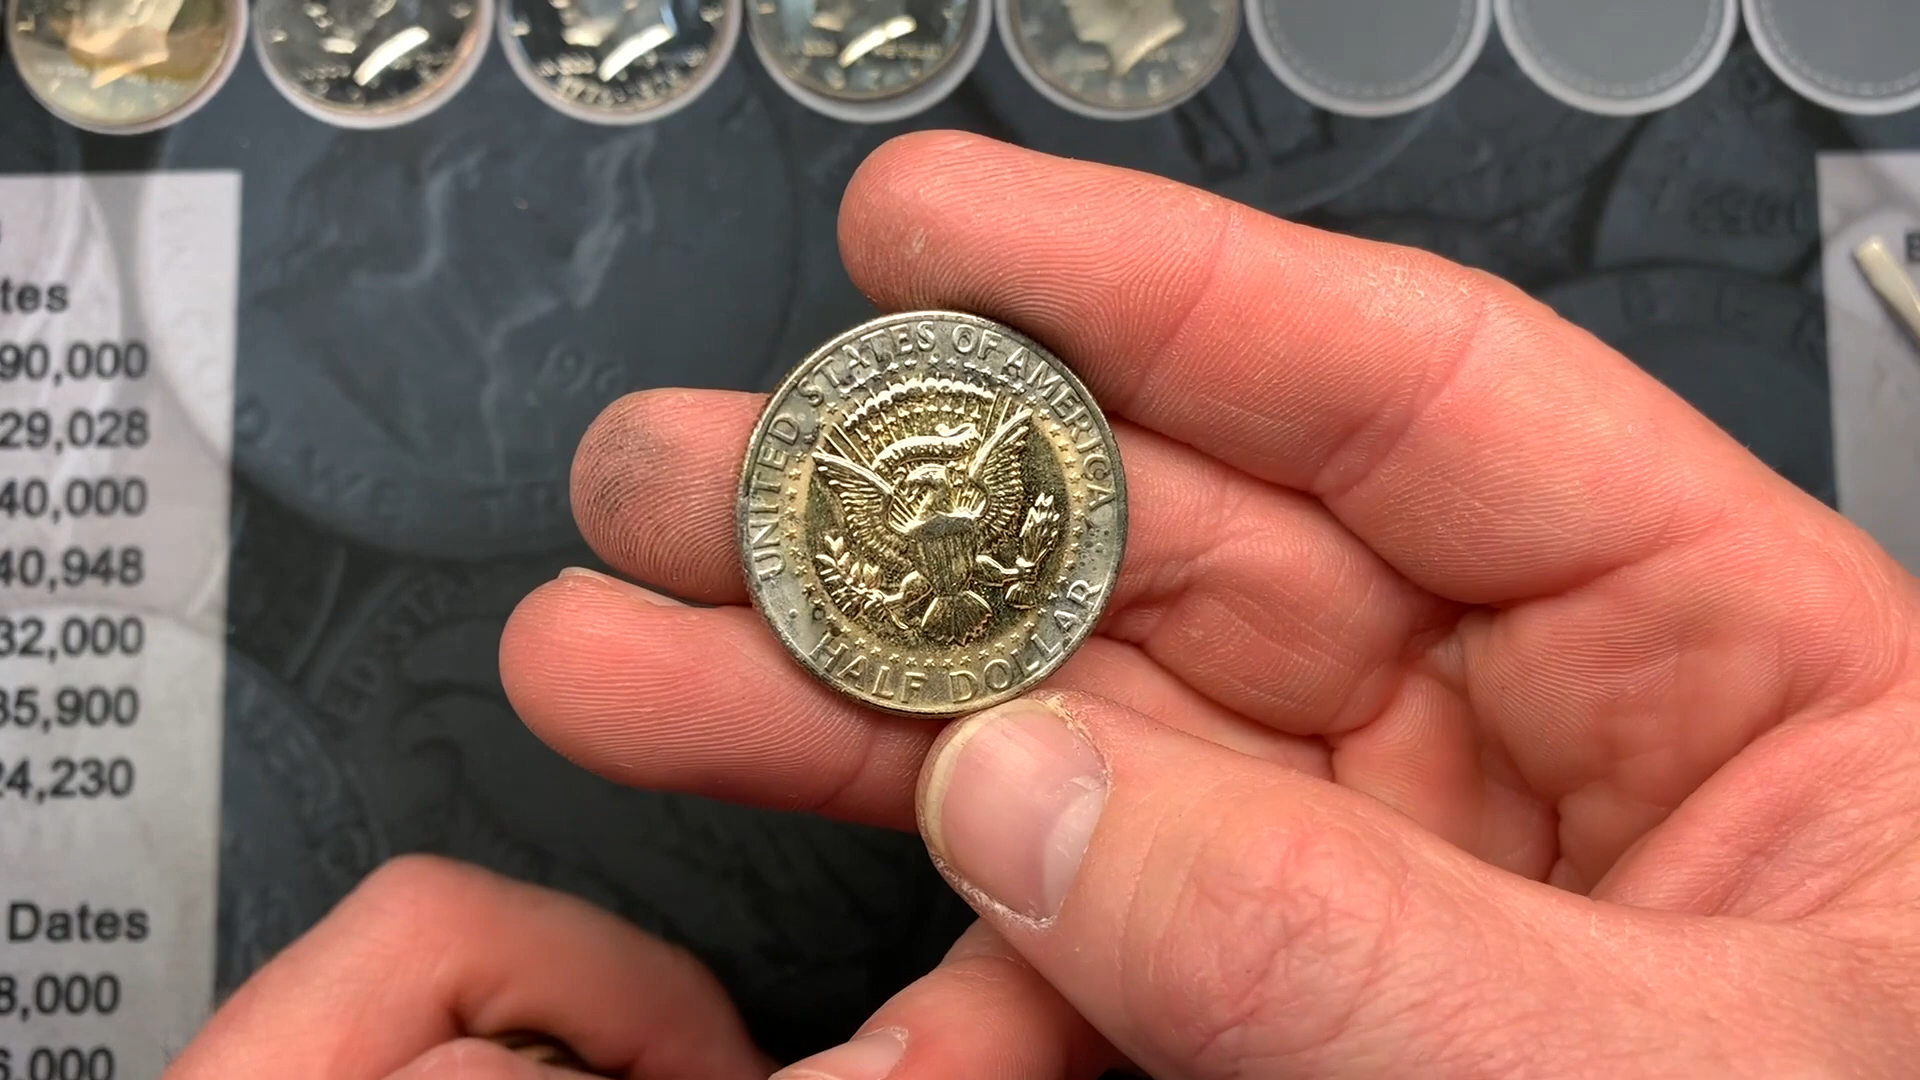 tes
90,000
29,028
40,000
40,948
32,000
35,900
24,230
Dates
8,000
6,000
UNITED STATES OF AMERICA
HALF DOLLAR